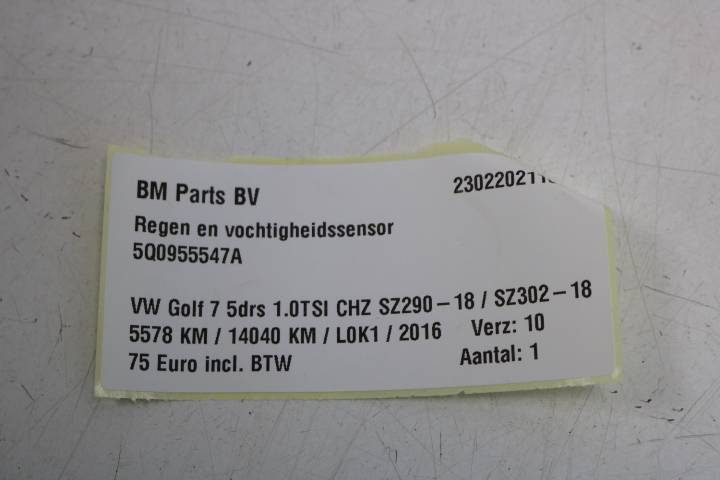 BM Parts BV
Regen en vochtigheidssensor
5Q0955547A
VW Golf 7 5drs 1.0TSI CHZ SZ290-18 / SZ302-18
5578 KM / 14040 KM / L0K1 / 2016 Verz: 10
75 Euro incl. BTW Aantal: 1